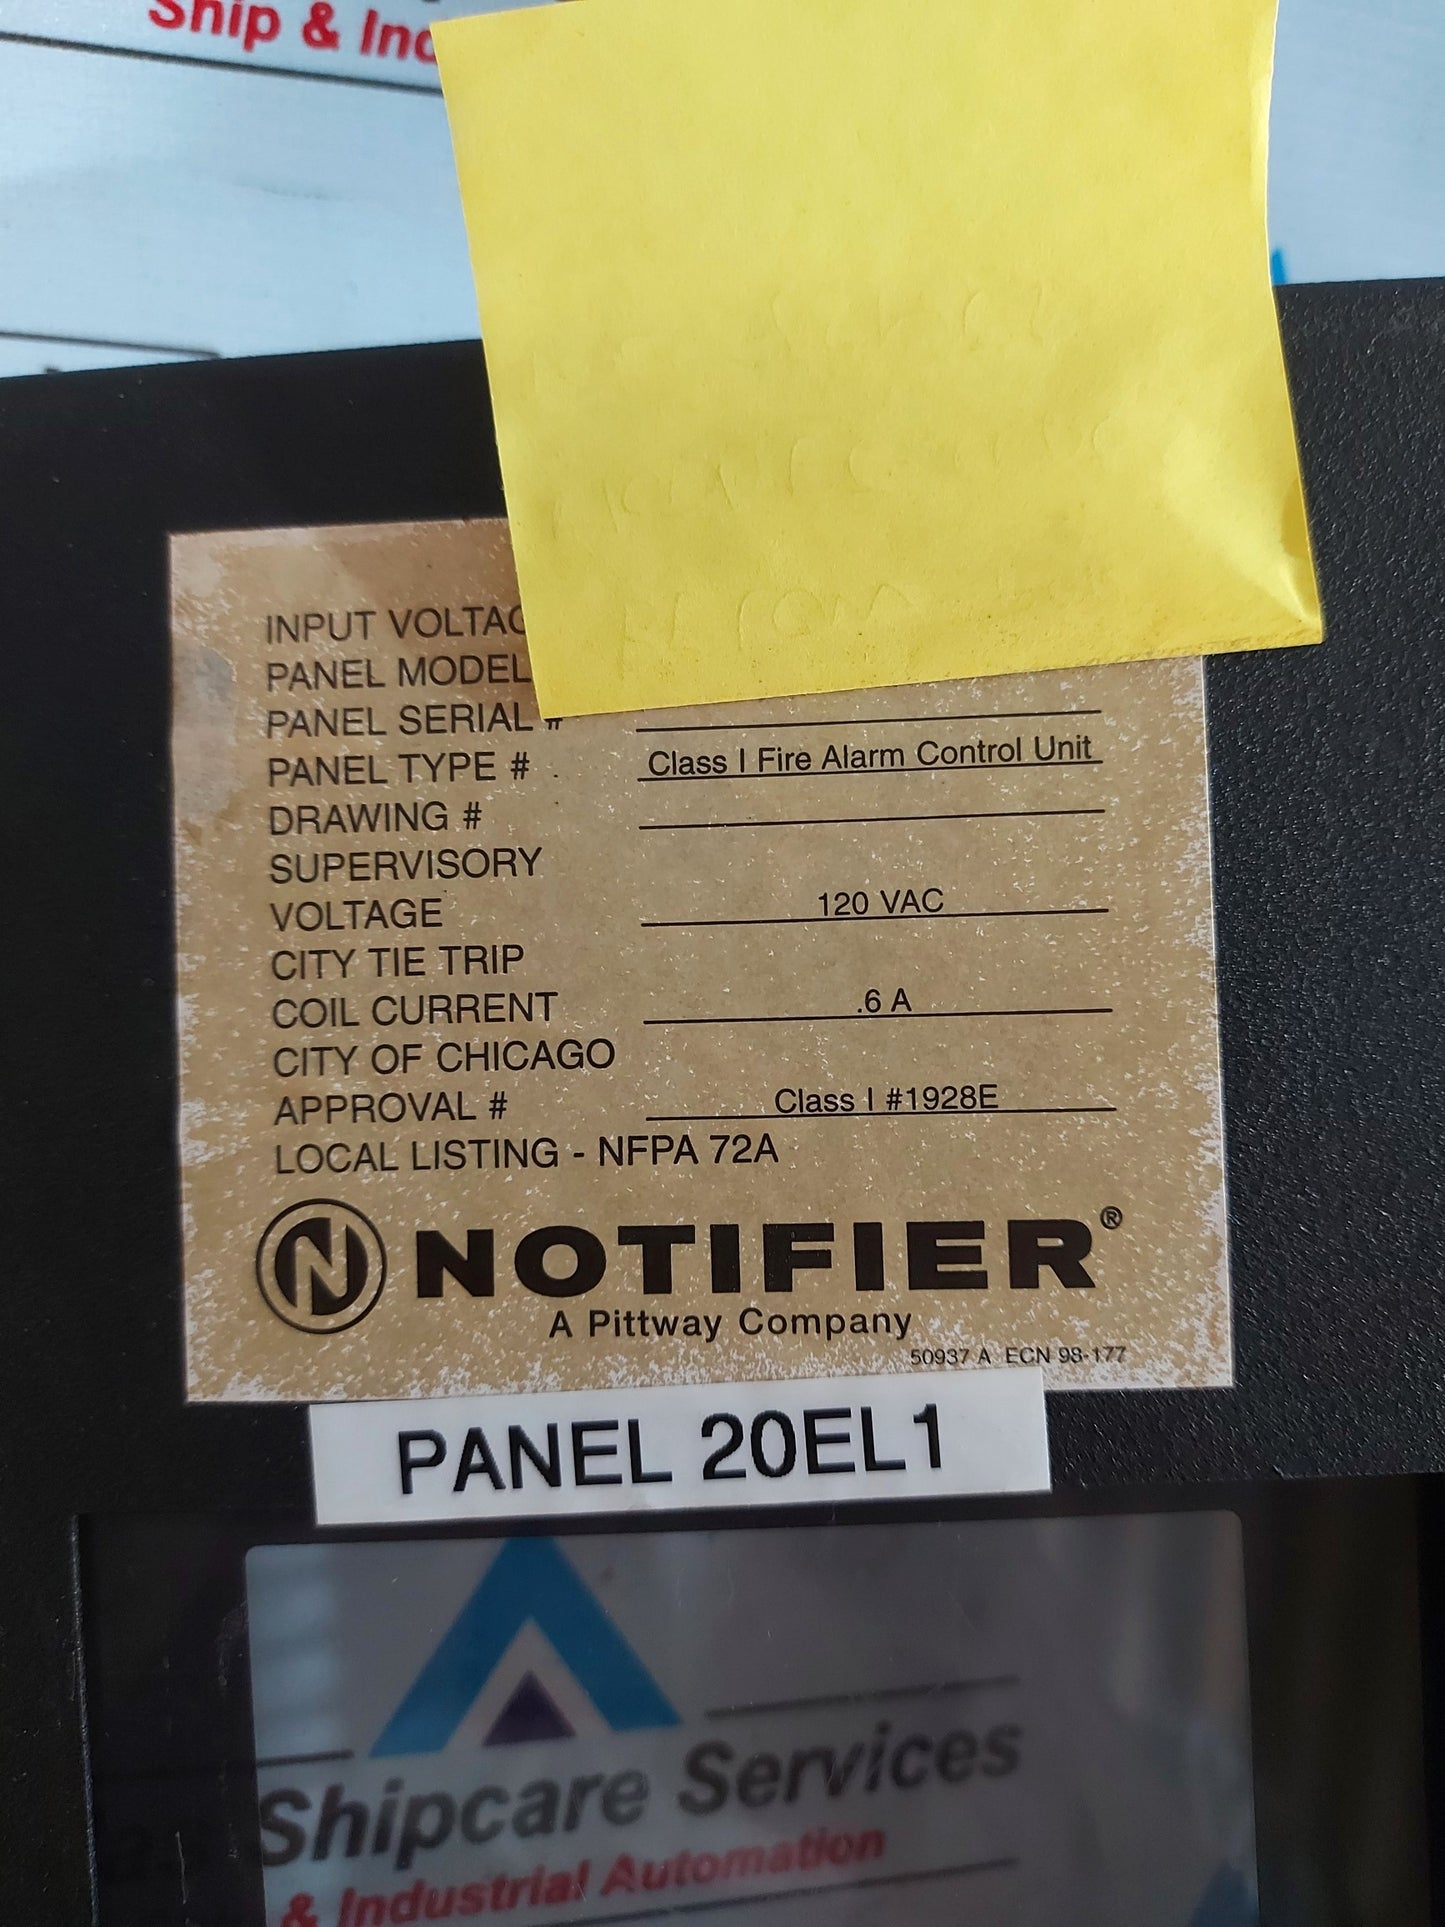 Ship & Ind
INPUT VOLTAG
PANEL MODEL
PANEL SERIAL #
PANEL TYPE # Class I Fire Alarm Control Unit
DRAWING #
SUPERVISORY
VOLTAGE 120 VAC
CITY TIE TRIP
COIL CURRENT .6 A
CITY OF CHICAGO
APPROVAL # Class I #1928E
LOCAL LISTING - NFPA 72A
NOTIFIER®
A Pittway Company
50937 A ECN 98-177
PANEL 20EL1
Shipcare Services
& Industrial Automation